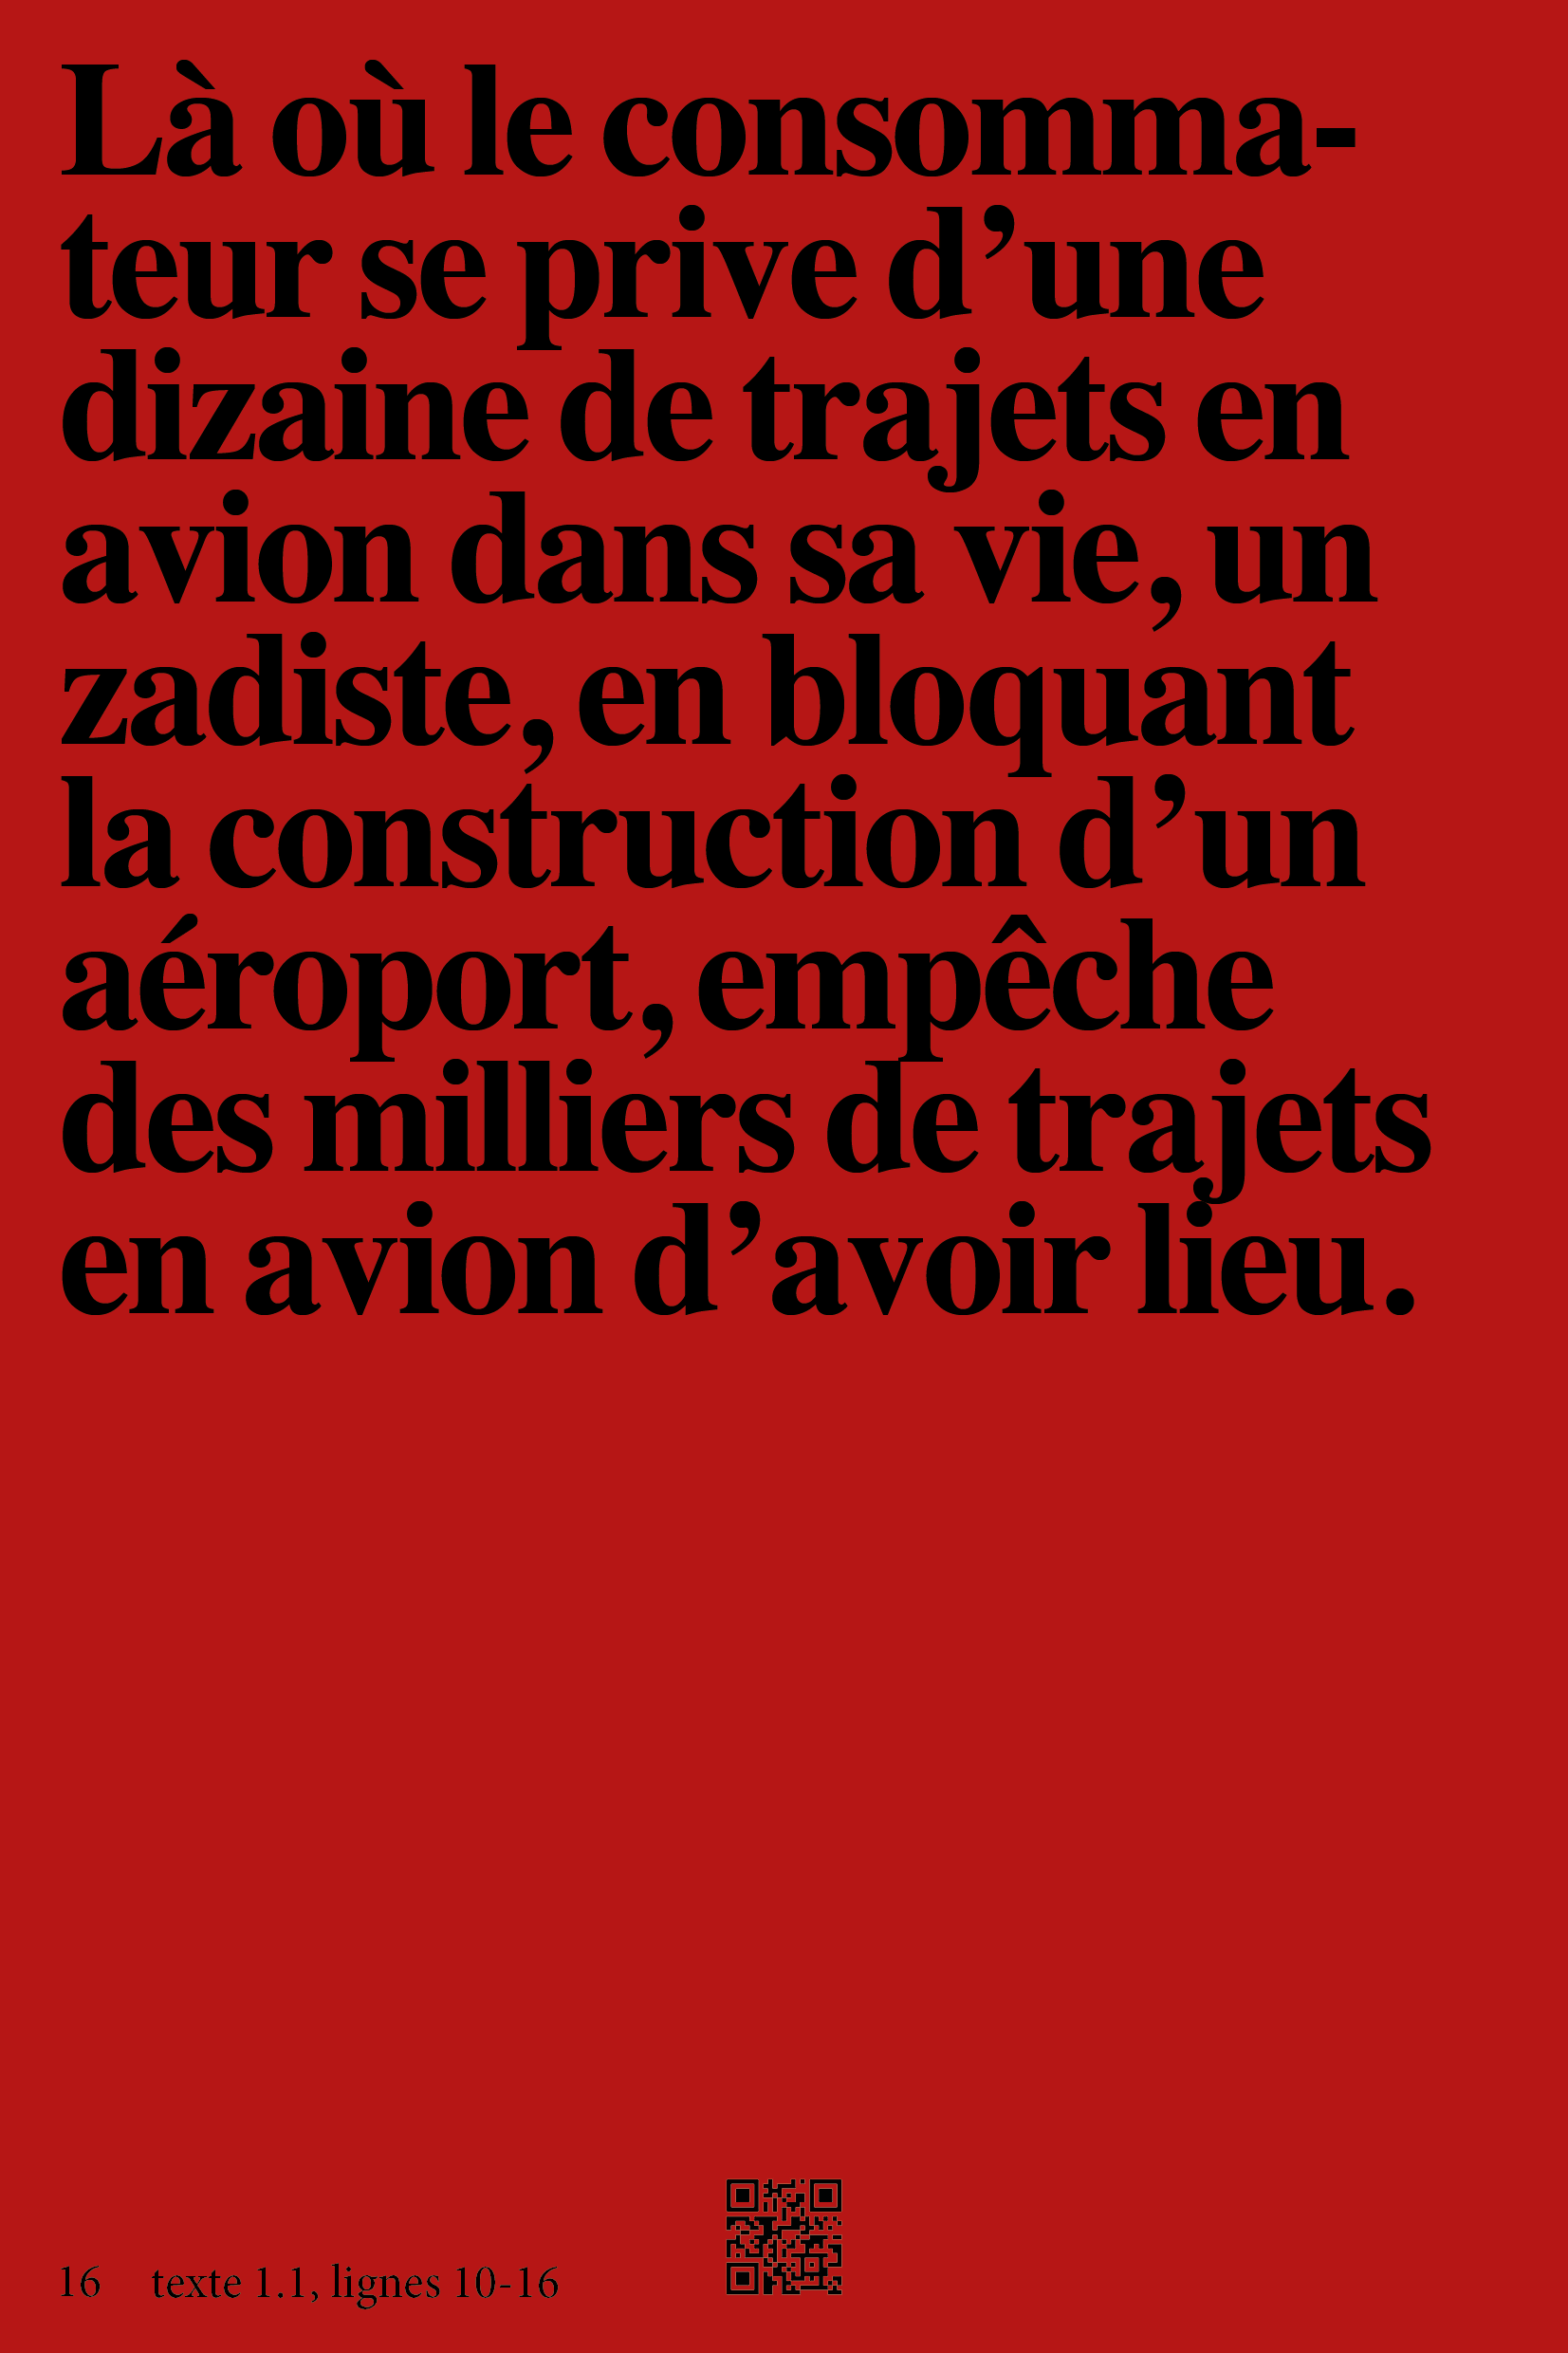 Là où le consomma-
teur se prive d’une
dizaine de trajets en
avion dans sa vie, un
zadiste, en bloquant
la construction d’un
aéroport, empêche
des milliers de trajets
en avion d’avoir lieu.
16 texte 1.1, lignes 10-16